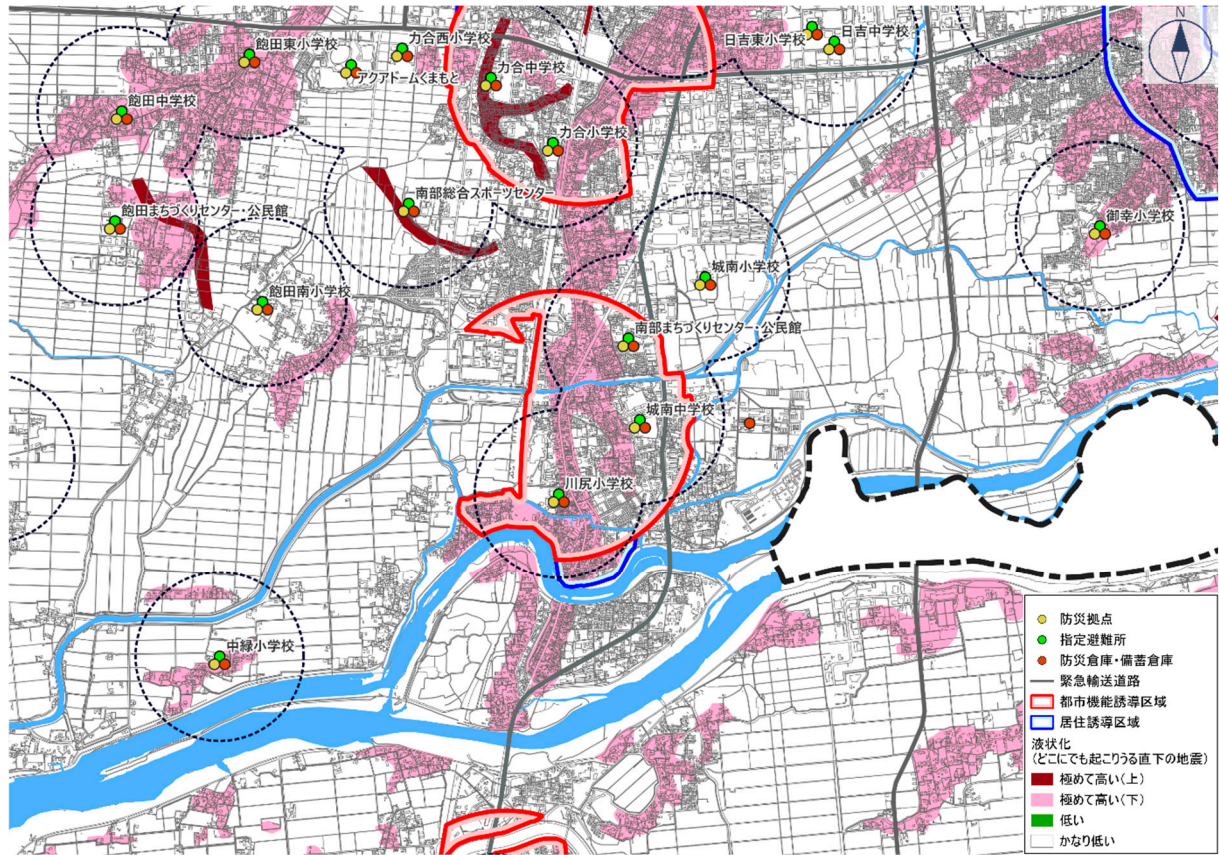 N
飽田東小学校
力合西小学校
日吉東小学校
日吉中学校
アクアドームくまもと
力合中学校
飽田中学校
力合小学校
南部総合スポーツセンター
飽田まちづくりセンター・公民館
御幸小学校
城南小学校
飽田南小学校
南部まちづくりセンター・公民館
城南中学校
川尻小学校
中緑小学校
防災拠点
指定避難所
防災倉庫・備蓄倉庫
緊急輸送道路
都市機能誘導区域
居住誘導区域
液状化
(どこにでも起こりうる直下の地震)
極めて高い(上)
極めて高い(下)
低い
かなり低い